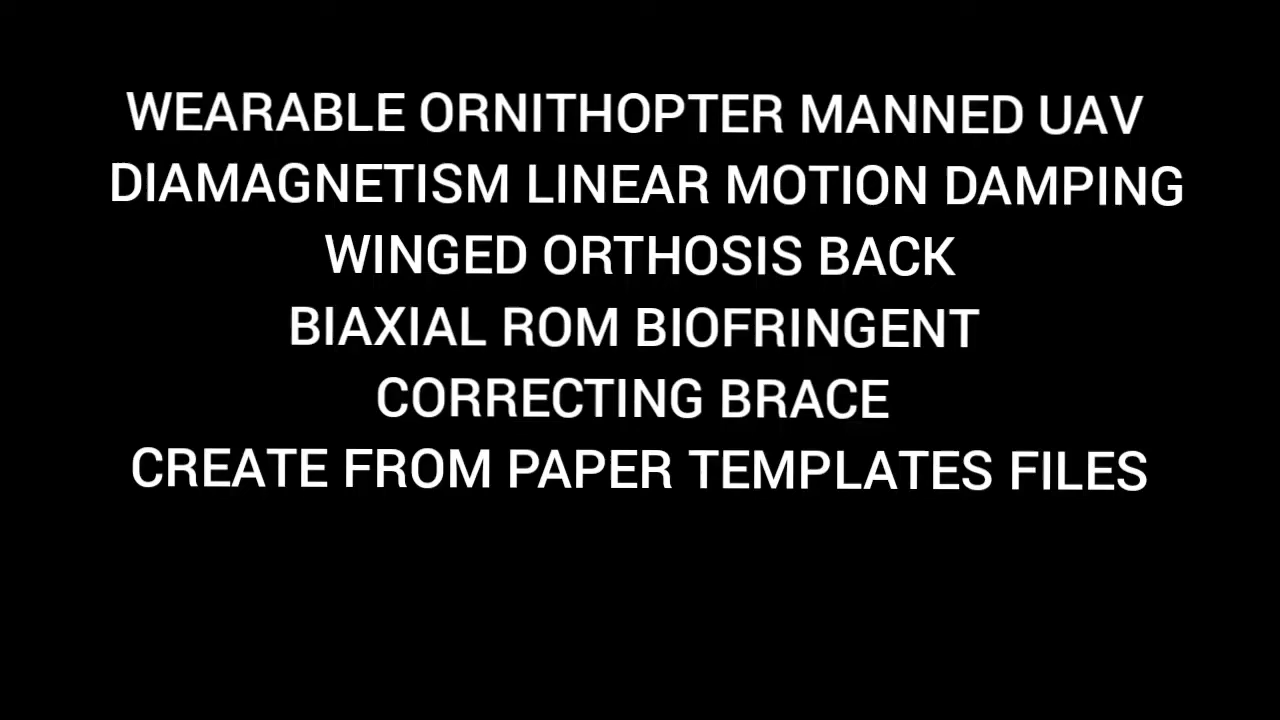 WEARABLE ORNITHOPTER MANNED UAV
DIAMAGNETISM LINEAR MOTION DAMPING
WINGED ORTHOSIS BACK
BIAXIAL ROM BIOFRINGENT
CORRECTING BRACE
CREATE FROM PAPER TEMPLATES FILES